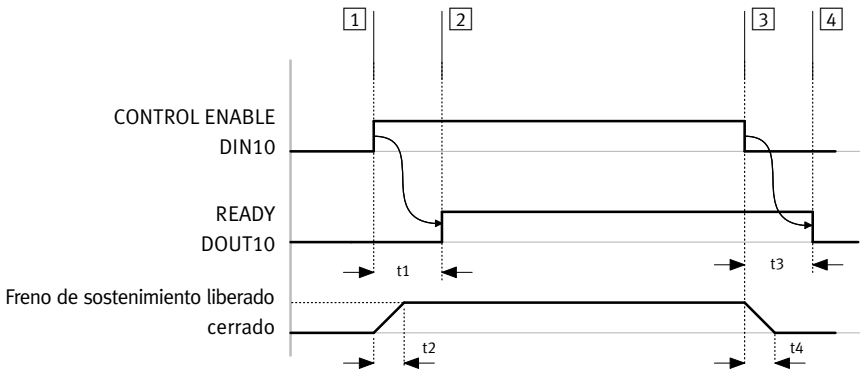 1 2 3 4
CONTROL ENABLE
DIN10
READY
DOUT10
t1 t3
Freno de sostenimiento liberado
cerrado
t2 t4